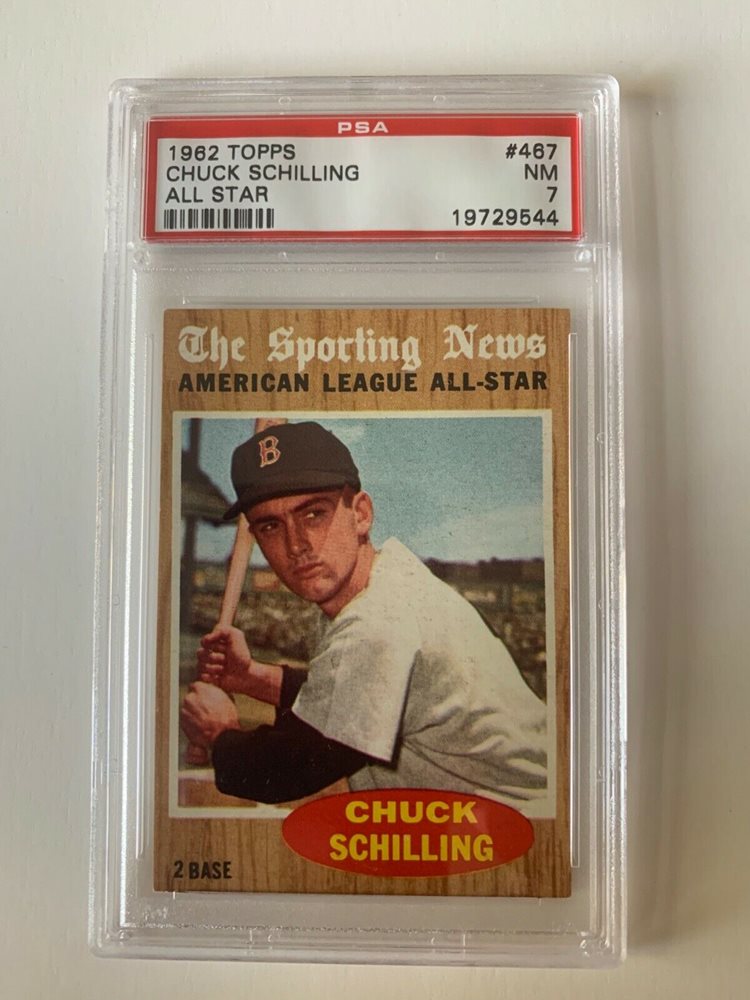 PSA
1962 TOPPS #467
CHUCK SCHILLING NM
ALL STAR 7
19729544
The Sporting News
AMERICAN LEAGUE ALL-STAR
B
CHUCK
SCHILLING
2 BASE